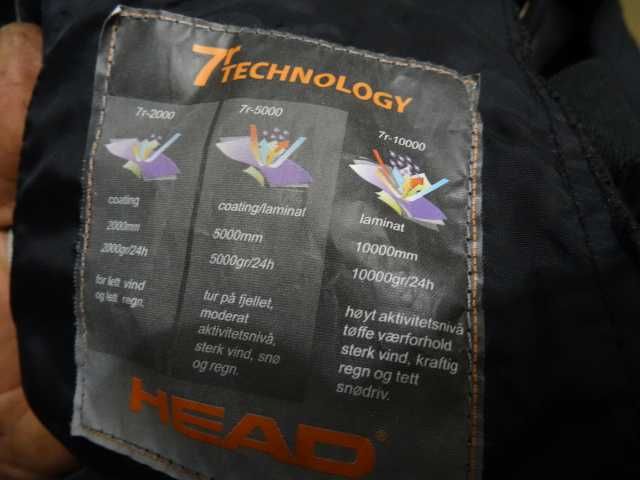 7r TECHNOLOGY
7r-2000
coating
2000mm
2000gr/24h
for lett vind
og lett regn.
7r-5000
coating/laminat
5000mm
5000gr/24h
tur på fjellet,
moderat
aktivitetsnivå,
sterk vind, snø
og regn.
7r-10000
laminat
10000mm
10000gr/24h
høyt aktivitetsnivå
tøffe værforhold
sterk vind, kraftig
regn og tett
snødriv.
HEAD®